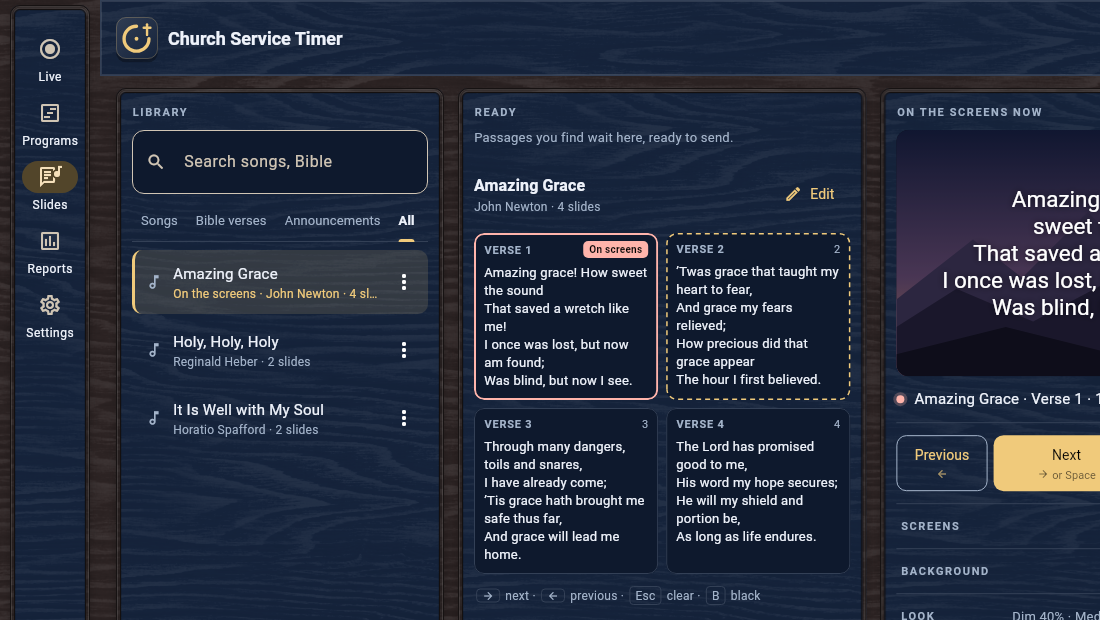 Church Service Timer
Live
Programs
Slides
Reports
Settings
LIBRARY
Search songs, Bible
Songs
Bible verses
Announcements
All
Amazing Grace
On the screens · John Newton · 4 sl…
Holy, Holy, Holy
Reginald Heber · 2 slides
It Is Well with My Soul
Horatio Spafford · 2 slides
READY
Passages you find wait here, ready to send.
Amazing Grace
John Newton · 4 slides
Edit
VERSE 1
On screens
Amazing grace! How sweet
the sound
That saved a wretch like
me!
I once was lost, but now
am found;
Was blind, but now I see.
VERSE 2
2
’Twas grace that taught my
heart to fear,
And grace my fears
relieved;
How precious did that
grace appear
The hour I first believed.
VERSE 3
3
Through many dangers,
toils and snares,
I have already come;
’Tis grace hath brought me
safe thus far,
And grace will lead me
home.
VERSE 4
4
The Lord has promised
good to me,
His word my hope secures;
He will my shield and
portion be,
As long as life endures.
→ next · ← previous · Esc clear · B black
ON THE SCREENS NOW
Amazing
sweet
That saved a
I once was lost,
Was blind,
Amazing Grace · Verse 1 · 1
Previous
←
Next
→ or Space
SCREENS
BACKGROUND
LOOK
Dim 40% · Med